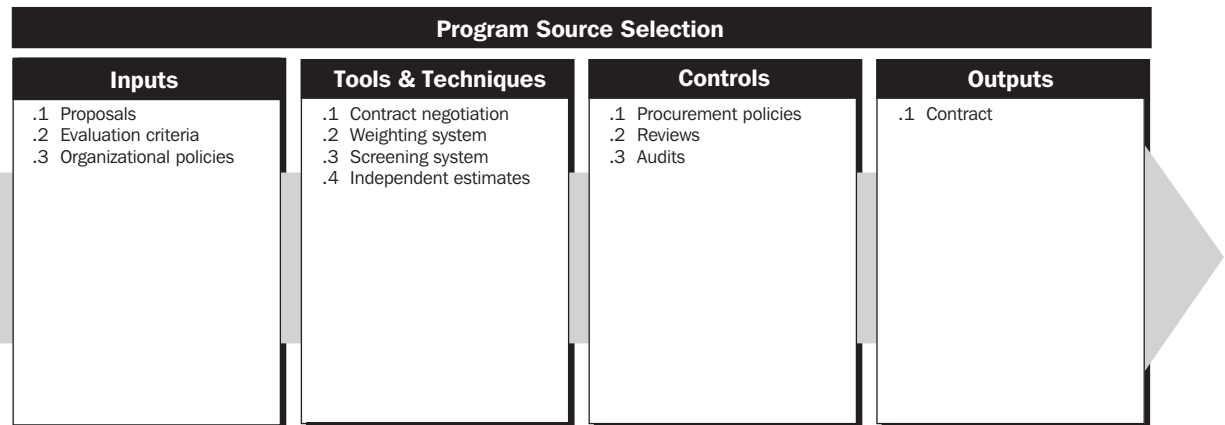 Program Source Selection
Inputs
.1 Proposals
.2 Evaluation criteria
.3 Organizational policies
Tools & Techniques
.1 Contract negotiation
.2 Weighting system
.3 Screening system
.4 Independent estimates
Controls
.1 Procurement policies
.2 Reviews
.3 Audits
Outputs
.1 Contract